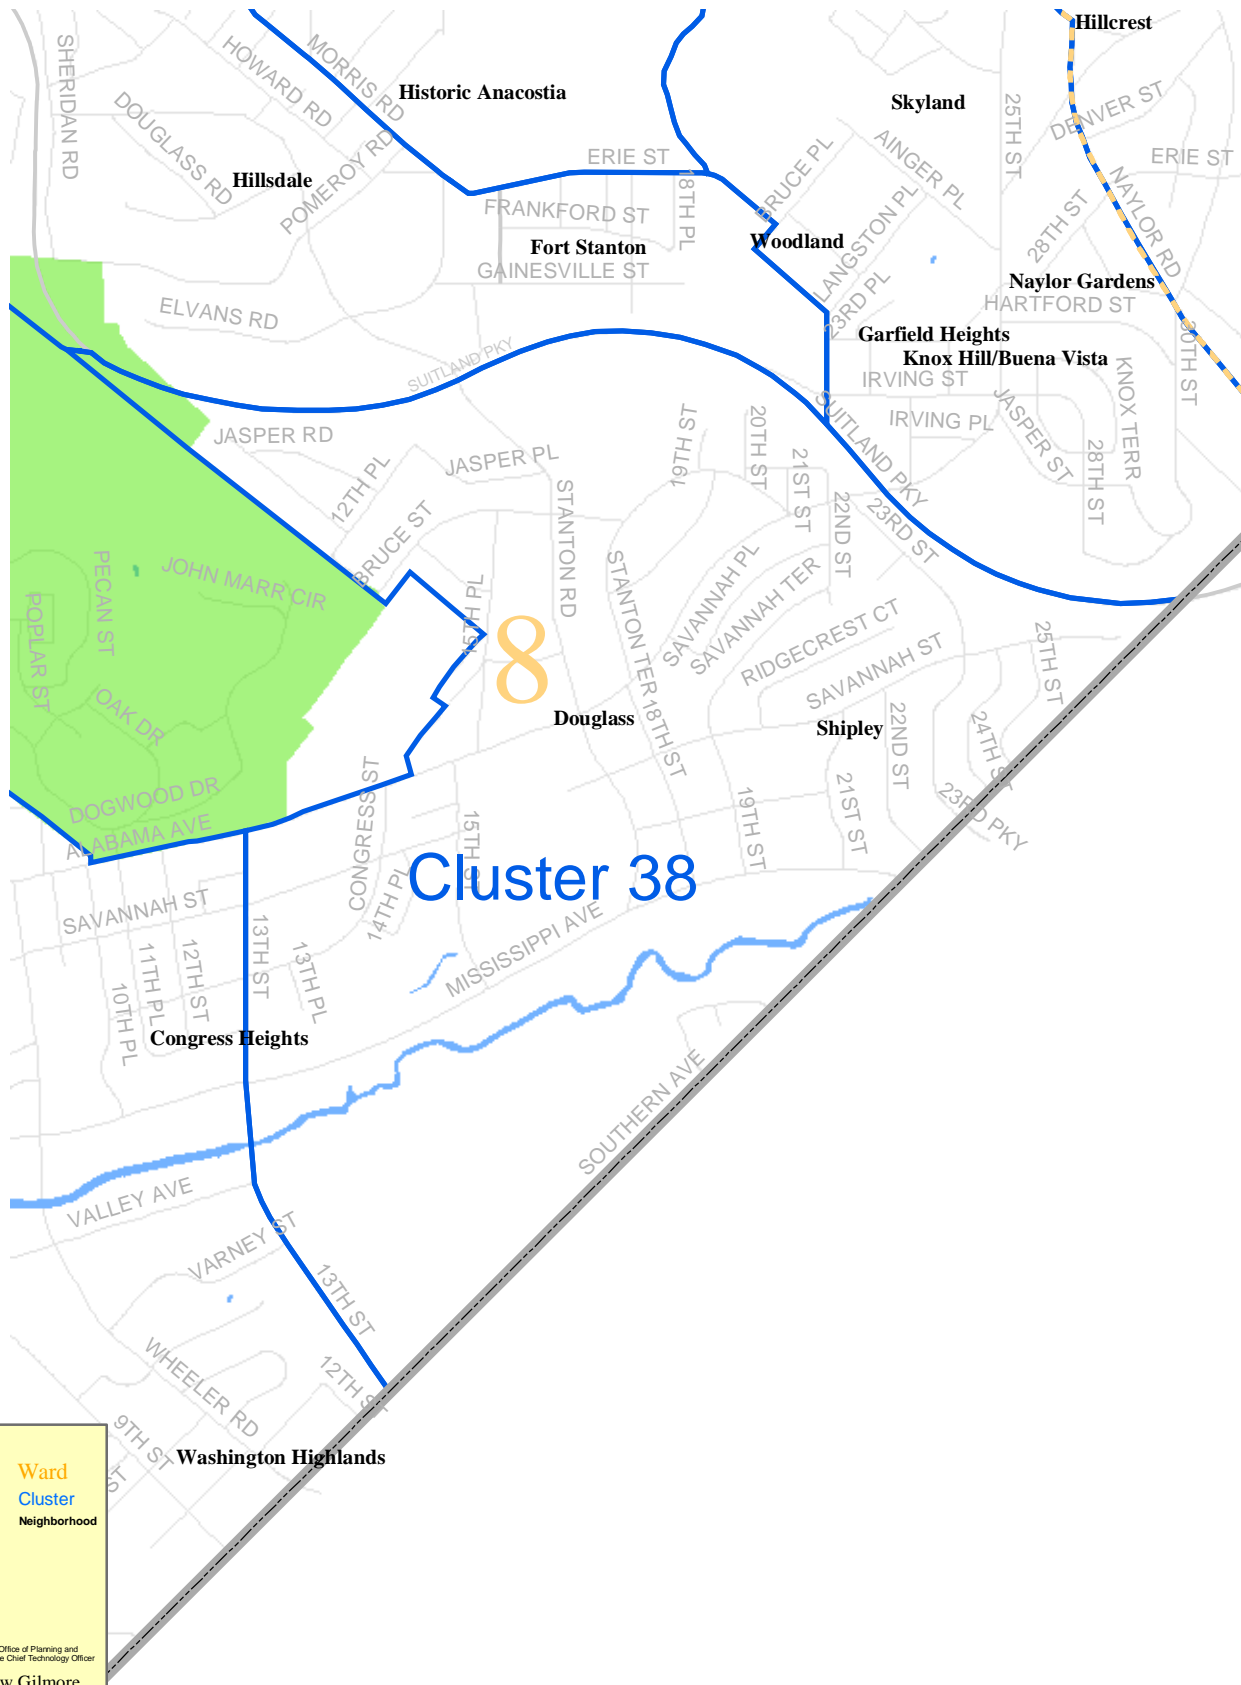 Hillcrest
SHERIDAN RD
HOWARD RD
MORRIS RD
Historic Anacostia
Skyland
25TH ST
DENVER ST
DOUGLASS RD
Hillsdale
POMEROY RD
ERIE ST
18TH PL
BRUCE PL
AINGER PL
ERIE ST
NAYLOR RD
FRANKFORD ST
Fort Stanton
GAINESVILLE ST
Woodland
LANGSTON PL
28TH ST
Naylor Gardens
HARTFORD ST
ELVANS RD
23RD PL
Garfield Heights
Knox Hill/Buena Vista
30TH ST
SUITLAND PKY
IRVING ST
KNOX TERR
IRVING PL
JASPER ST
28TH ST
SUITLAND PKY
JASPER RD
12TH PL
JASPER PL
19TH ST
20TH ST
21ST ST
22ND ST
23RD ST
BRUCE ST
STANTON RD
PECAN ST
JOHN MARR CIR
POPLAR ST
15TH PL
STANTON TER
SAVANNAH PL
SAVANNAH TER
RIDGECREST CT
SAVANNAH ST
25TH ST
8
OAK DR
Douglass
18TH ST
Shipley
22ND ST
24TH ST
DOGWOOD DR
ALABAMA AVE
CONGRESS ST
15TH ST
19TH ST
21ST ST
23RD PKY
Cluster 38
14TH PL
SAVANNAH ST
13TH ST
MISSISSIPPI AVE
11TH PL
12TH ST
13TH PL
10TH PL
Congress Heights
SOUTHERN AVE
VALLEY AVE
VARNEY ST
13TH ST
WHEELER RD
12TH ST
9TH ST
Washington Highlands
ST
Ward
Cluster
Neighborhood
Office of Planning and
e Chief Technology Officer
w Gilmore